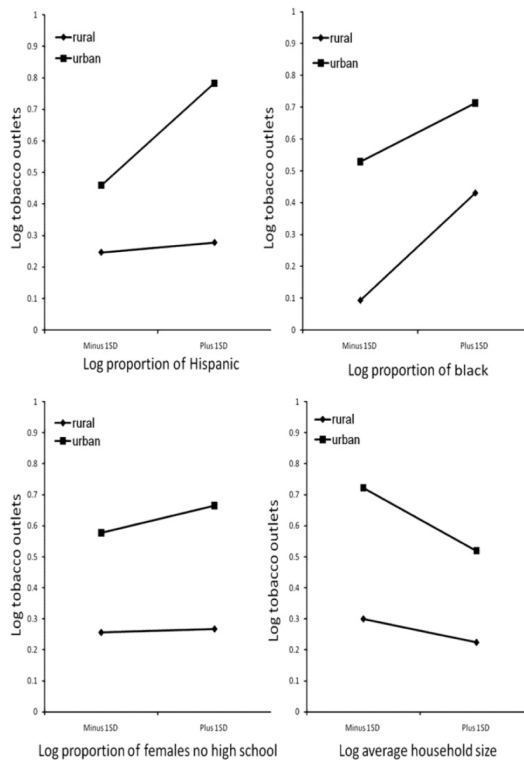 rural
urban
Log tobacco outlets
1
0.9
0.8
0.7
0.6
0.5
0.4
0.3
0.2
0.1
0
Minus 1SD
Plus 1SD
Log proportion of Hispanic
rural
urban
Log tobacco outlets
1
0.9
0.8
0.7
0.6
0.5
0.4
0.3
0.2
0.1
0
Minus 1SD
Plus 1SD
Log proportion of black
rural
urban
Log tobacco outlets
1
0.9
0.8
0.7
0.6
0.5
0.4
0.3
0.2
0.1
0
Minus 1SD
Plus 1SD
Log proportion of females no high school
rural
urban
Log tobacco outlets
1
0.9
0.8
0.7
0.6
0.5
0.4
0.3
0.2
0.1
0
Minus 1SD
Plus 1SD
Log average household size